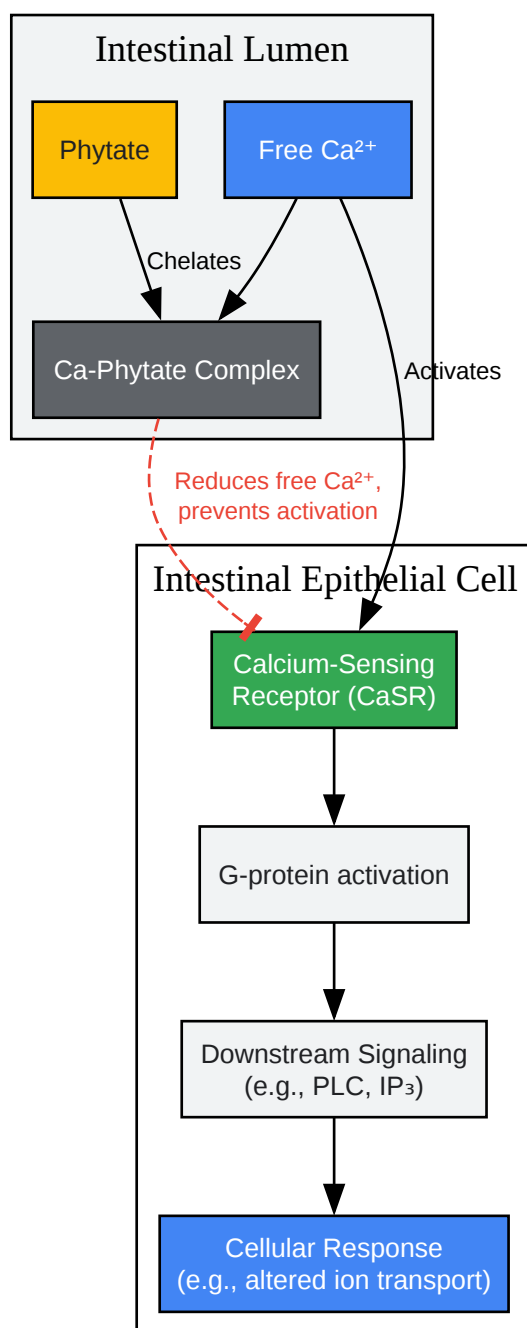 Intestinal Lumen
Phytate
Free Ca²⁺
Chelates
Ca-Phytate Complex
Activates
Reduces free Ca²⁺,
prevents activation
Intestinal Epithelial Cell
Calcium-Sensing
Receptor (CaSR)
G-protein activation
Downstream Signaling
(e.g., PLC, IP₃)
Cellular Response
(e.g., altered ion transport)